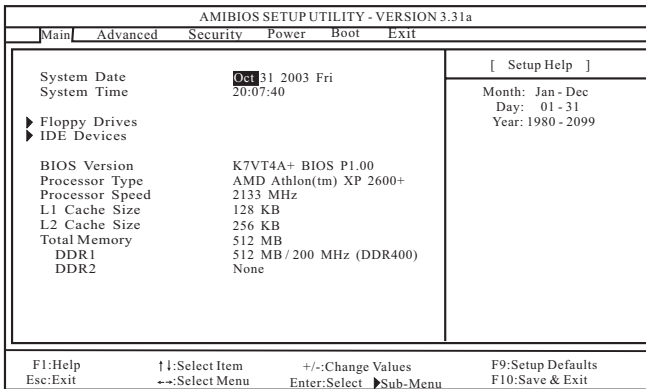 AMIBIOS SETUP UTILITY - VERSION 3.31a
Main Advanced Security Power Boot Exit
System Date Oct 31 2003 Fri
System Time 20:07:40
Floppy Drives
IDE Devices
BIOS Version K7VT4A+ BIOS P1.00
Processor Type AMD Athlon(tm) XP 2600+
Processor Speed 2133 MHz
L1 Cache Size 128 KB
L2 Cache Size 256 KB
Total Memory 512 MB
DDR1 512 MB / 200 MHz (DDR400)
DDR2 None
[ Setup Help ]
Month: Jan - Dec
Day: 01 - 31
Year: 1980 - 2099
F1:Help ↑↓:Select Item +/-:Change Values F9:Setup Defaults
Esc:Exit ←→:Select Menu Enter:Select ▶Sub-Menu F10:Save & Exit